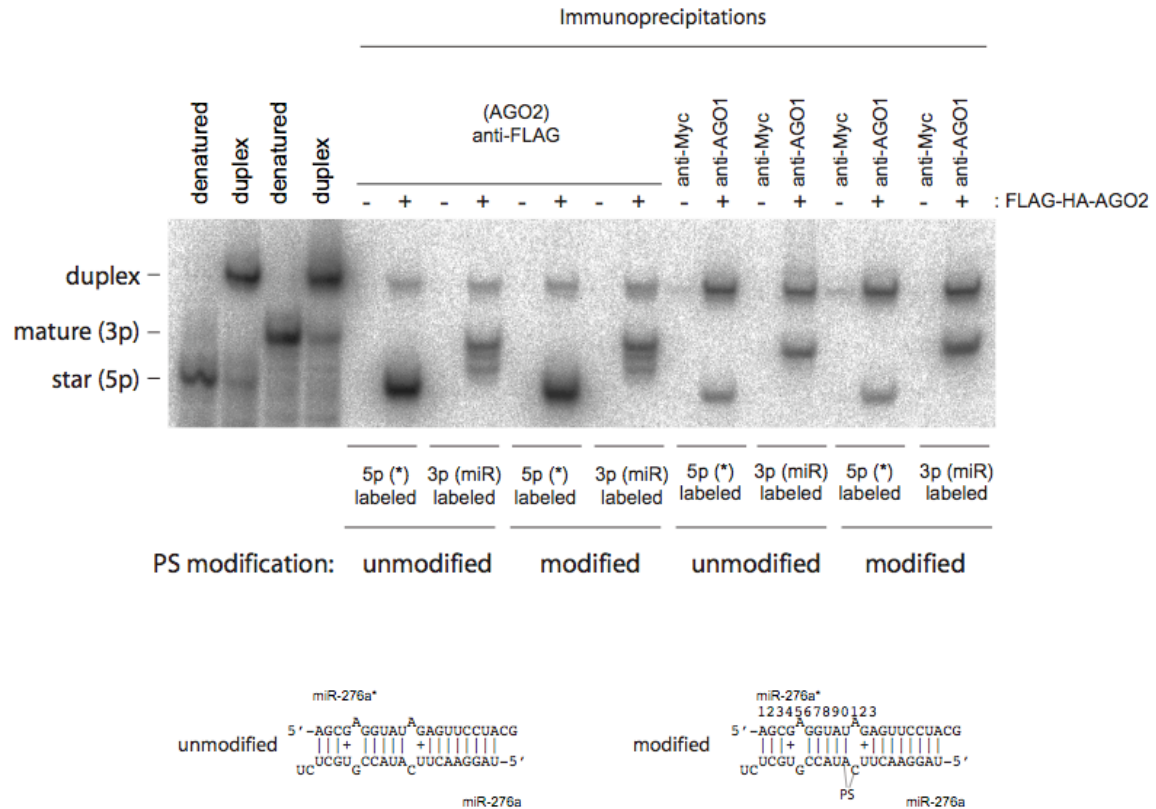 Immunoprecipitations
denatured
duplex
denatured
duplex
(AGO2)
anti-FLAG
anti-Myc
anti-AGO1
anti-Myc
anti-AGO1
anti-Myc
anti-AGO1
anti-Myc
anti-AGO1
- + - + - + - + - + - + - + - + : FLAG-HA-AGO2
duplex
mature (3p)
star (5p)
5p (*) 3p (miR) 5p (*) 3p (miR) 5p (*) 3p (miR) 5p (*) 3p (miR)
labeled labeled labeled labeled labeled labeled labeled labeled
PS modification: unmodified modified unmodified modified
miR-276a*
unmodified
A A
5'-AGCG GGUAU GAGUUCCUACG
|||+ ||||| +||||||||
UCGU CCAUA UUCAAGGAU-5'
UC G C
miR-276a
miR-276a*
1234567890123
modified
A A
5'-AGCG GGUAU GAGUUCCUACG
|||+ ||||| +||||||||
UCGU CCAUA UUCAAGGAU-5'
UC G C
PS
miR-276a